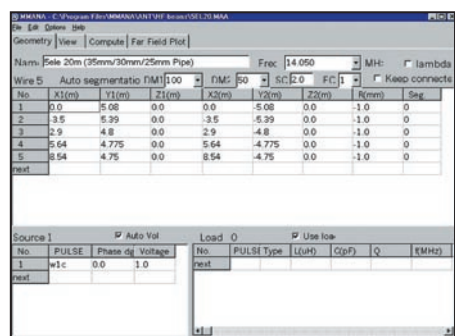 MMANA - C:\Program Files\MMANA\ANT\HF beams\5EL20.MAA
File Edit Options Help
Geometry View Compute Far Field Plot
Name 5ele 20m (35mm/30mm/25mm Pipe) Freq 14.050 MHz lambda
Wire 5 Auto segmentatio DM1 100 DM2 50 SC 2.0 EC 1 Keep connecte
No. X1(m) Y1(m) Z1(m) X2(m) Y2(m) Z2(m) R(mm) Seg.
1 0.0 5.08 0.0 0.0 -5.08 0.0 -1.0 0
2 -3.5 5.39 0.0 -3.5 -5.39 0.0 -1.0 0
3 2.9 4.8 0.0 2.9 -4.8 0.0 -1.0 0
4 5.64 4.775 0.0 5.64 -4.775 0.0 -1.0 0
5 8.54 4.75 0.0 8.54 -4.75 0.0 -1.0 0
next
Source 1 Auto Vol Load 0 Use loa
No. PULSE Phase dg Voltage No. PULSE Type L(uH) C(pF) Q f(MHz)
1 w1c 0.0 1.0 next
next